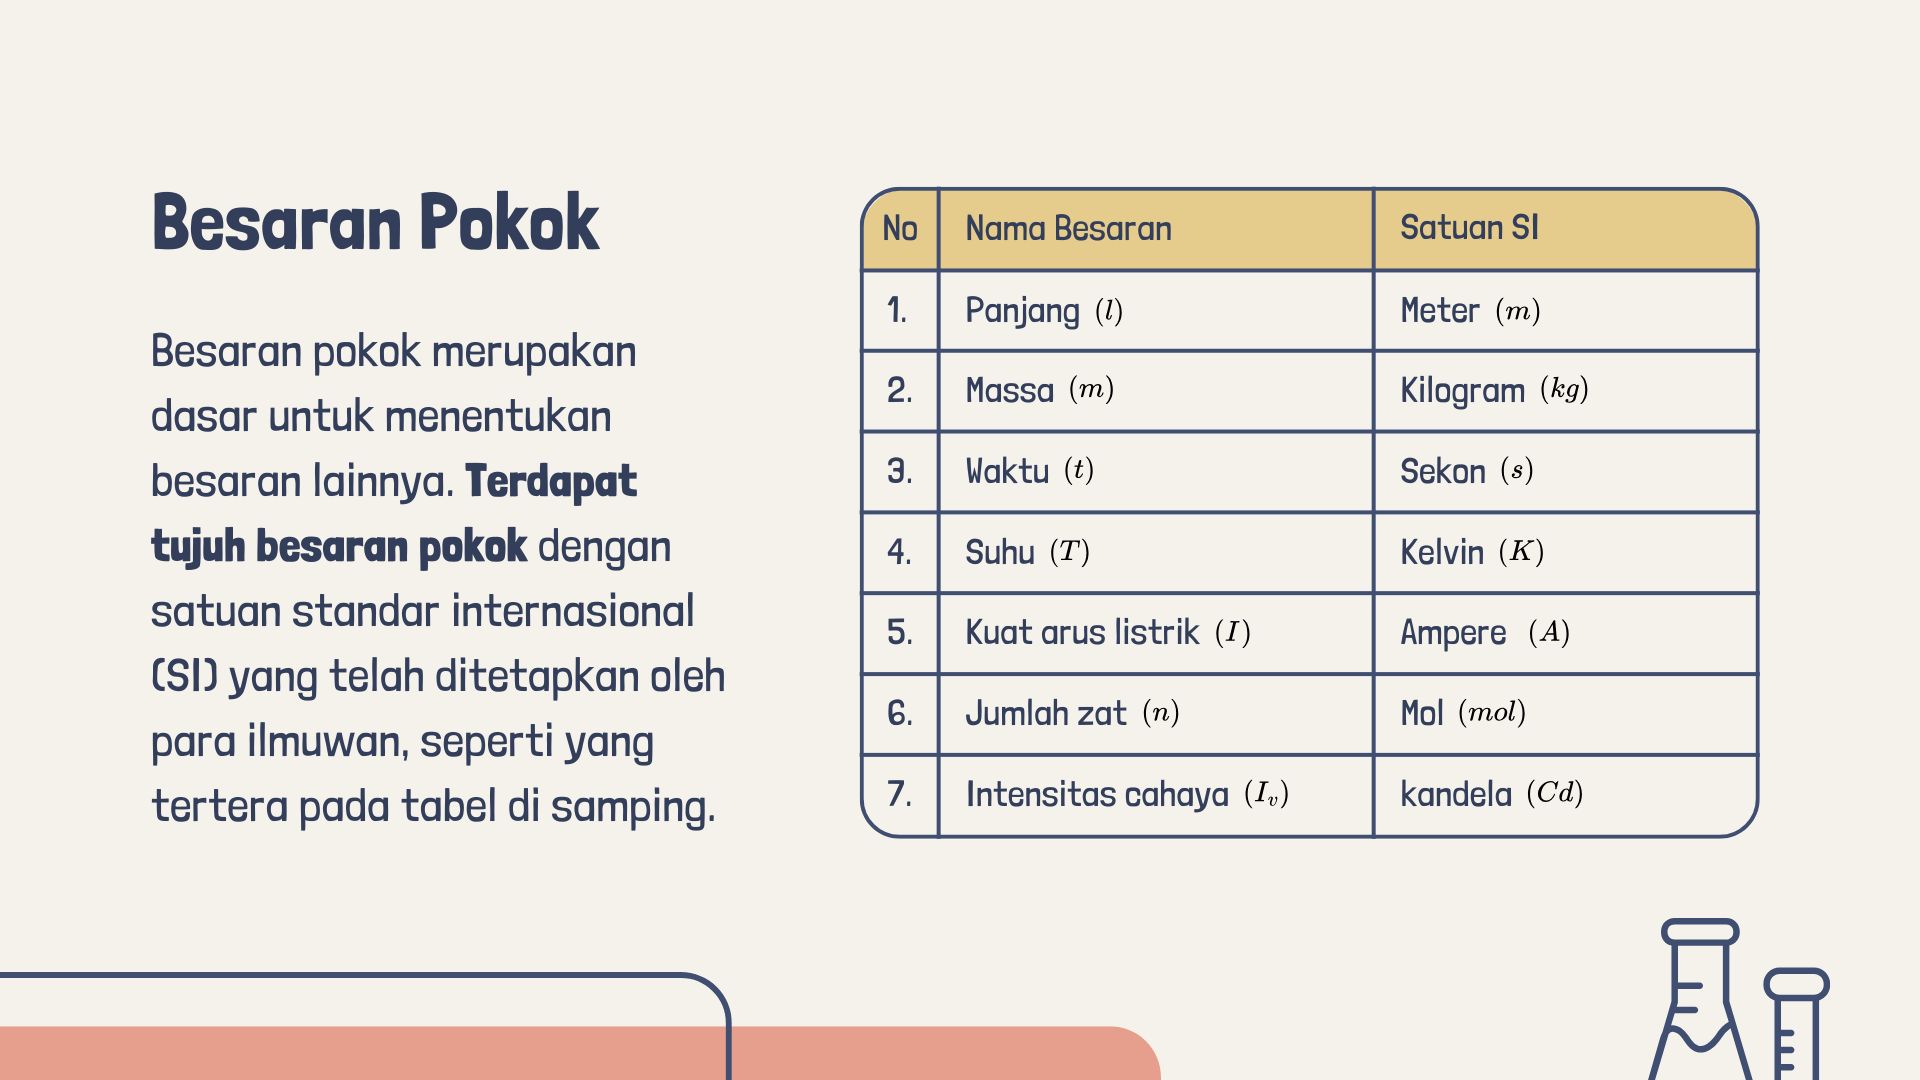 Besaran Pokok
Besaran pokok merupakan
dasar untuk menentukan
besaran lainnya. Terdapat
tujuh besaran pokok dengan
satuan standar internasional
(SI) yang telah ditetapkan oleh
para ilmuwan, seperti yang
tertera pada tabel di samping.
No Nama Besaran Satuan SI
1. Panjang (l) Meter (m)
2. Massa (m) Kilogram (kg)
3. Waktu (t) Sekon (s)
4. Suhu (T) Kelvin (K)
5. Kuat arus listrik (I) Ampere (A)
6. Jumlah zat (n) Mol (mol)
7. Intensitas cahaya (Iᵥ) kandela (Cd)